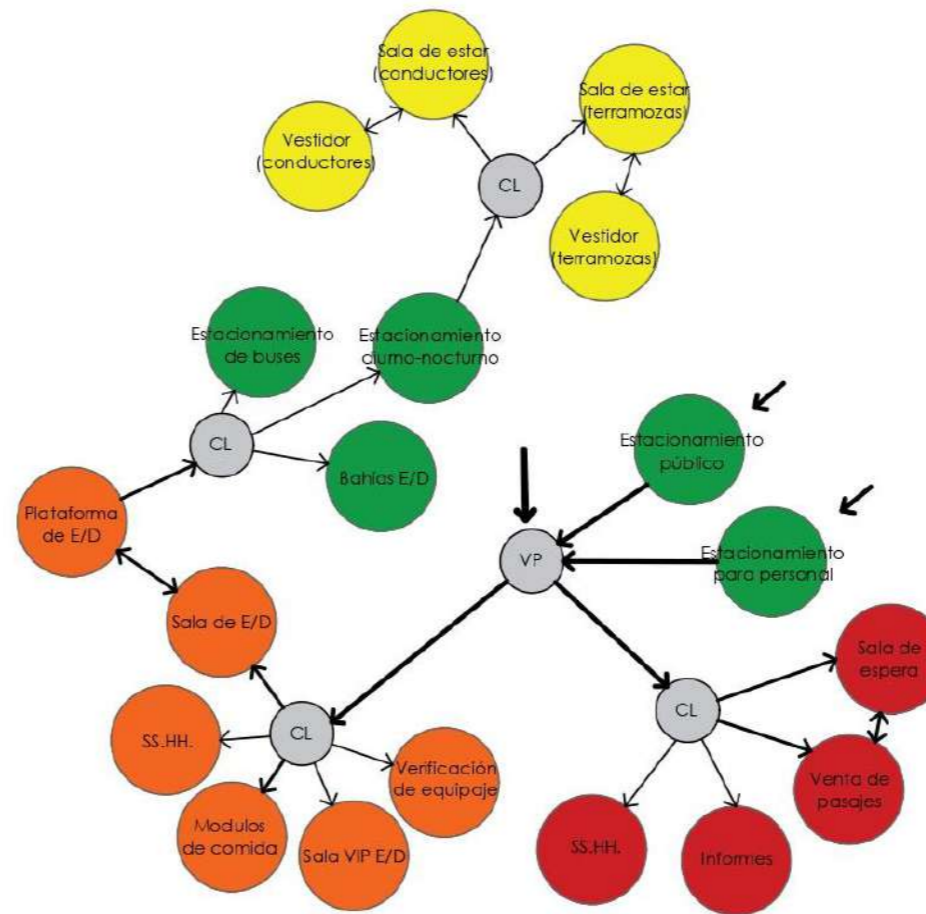 Sala de estar
(conductores)
Sala de estar
(terramozas)
Vestidor
(conductores)
CL
Vestidor
(terramozas)
Estacionamiento
de buses
Estacionamiento
diurno-nocturno
CL
Bahías E/D
Estacionamiento
público
Plataforma
de E/D
VP
Estacionamiento
para personal
Sala de E/D
Sala de
espera
CL
SS.HH.
CL
Verificación
de equipaje
Venta de
pasajes
Modulos
de comida
Sala VIP E/D
SS.HH.
Informes